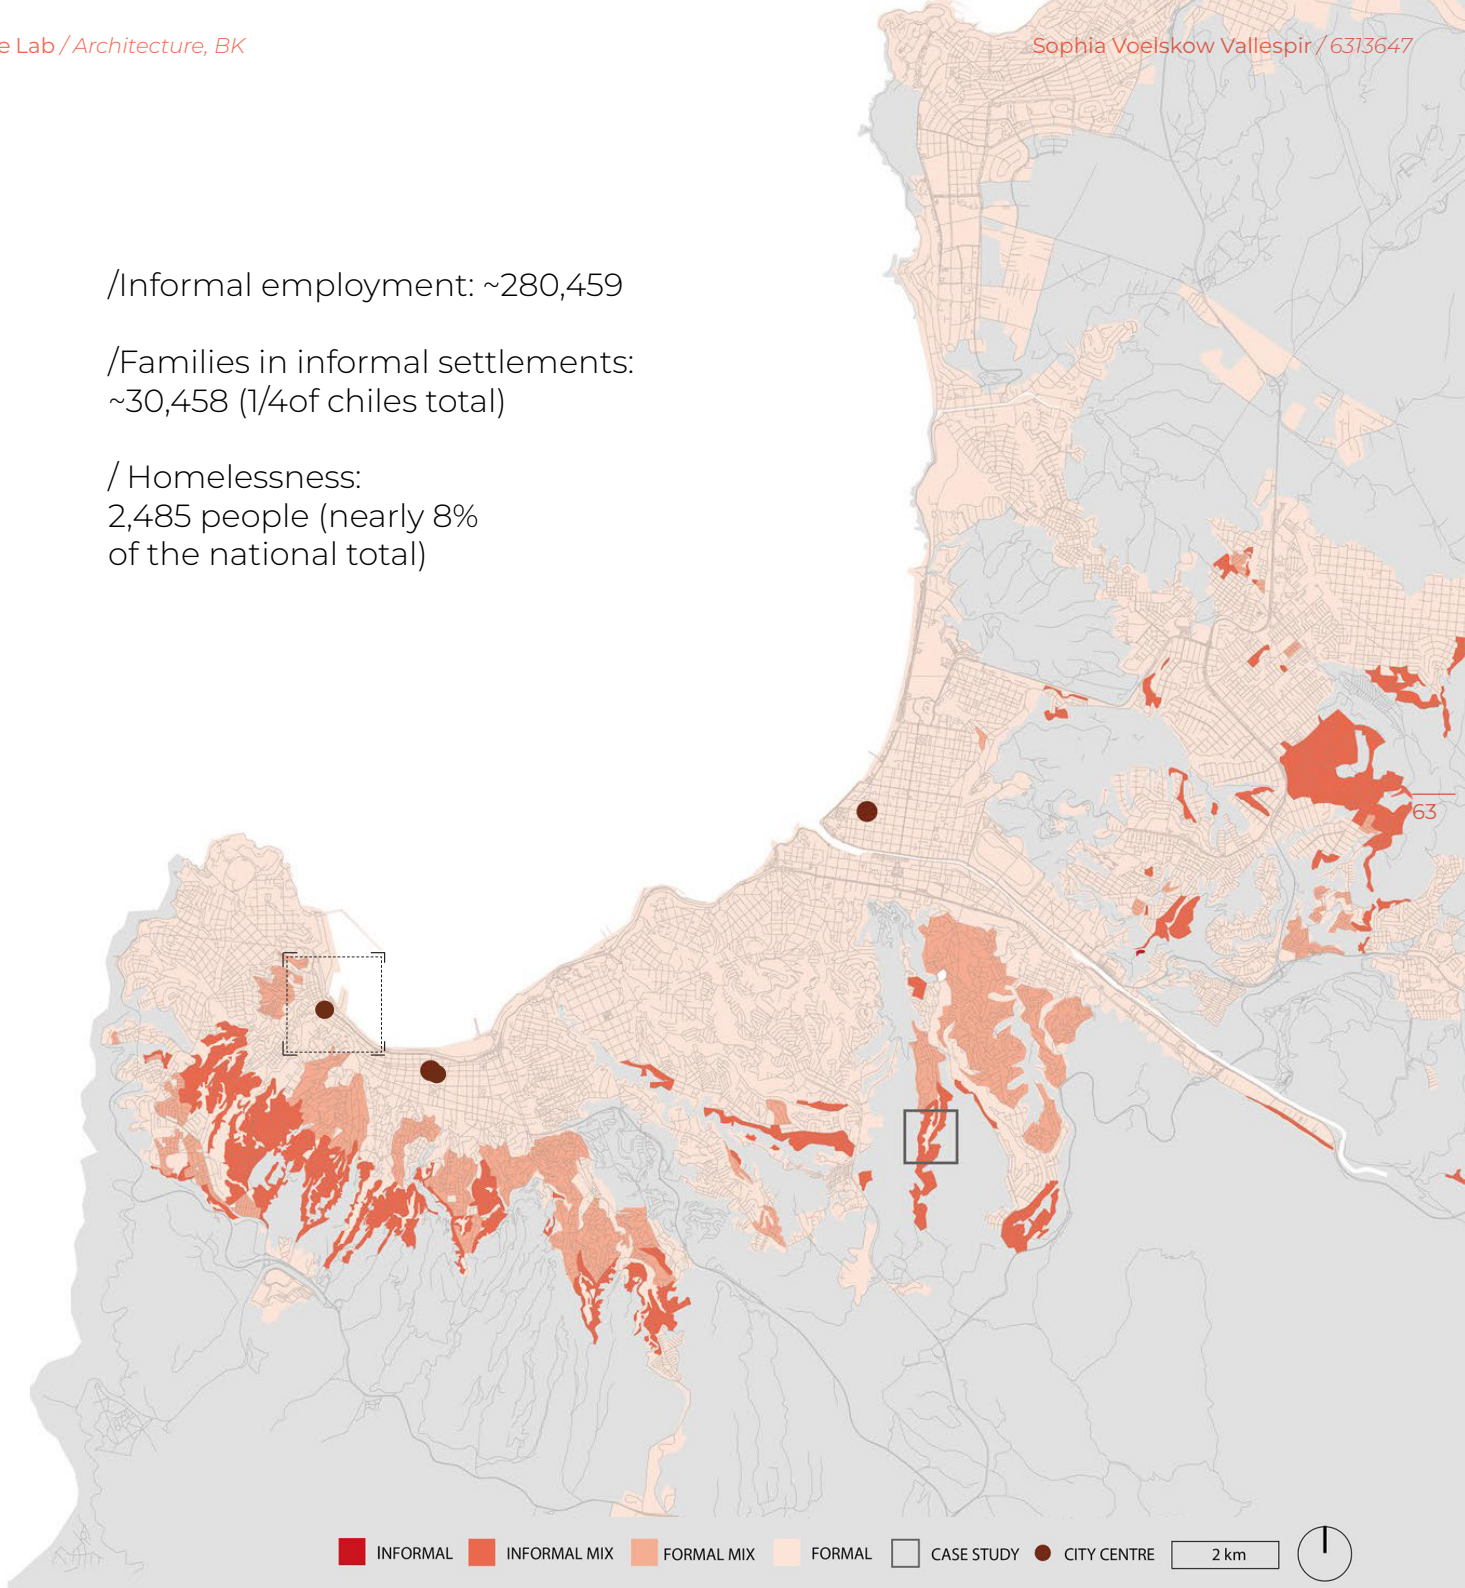 e Lab / Architecture, BK
Sophia Voelskow Vallespir / 6313647
/Informal employment: ~280,459
/Families in informal settlements:
~30,458 (1/4of chiles total)
/ Homelessness:
2,485 people (nearly 8%
of the national total)
63
INFORMAL
INFORMAL MIX
FORMAL MIX
FORMAL
CASE STUDY
CITY CENTRE
2 km